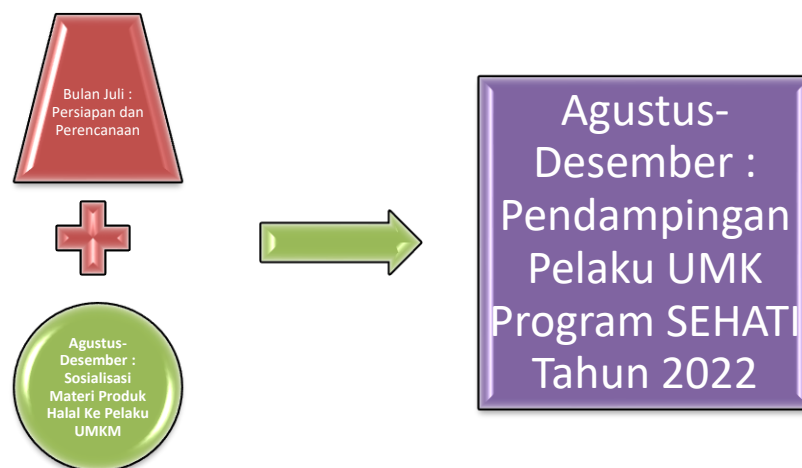 Bulan Juli :
Persiapan dan
Perencanaan
Agustus-
Desember :
Sosialisasi
Materi Produk
Halal Ke Pelaku
UMKM
Agustus-
Desember :
Pendampingan
Pelaku UMK
Program SEHATI
Tahun 2022